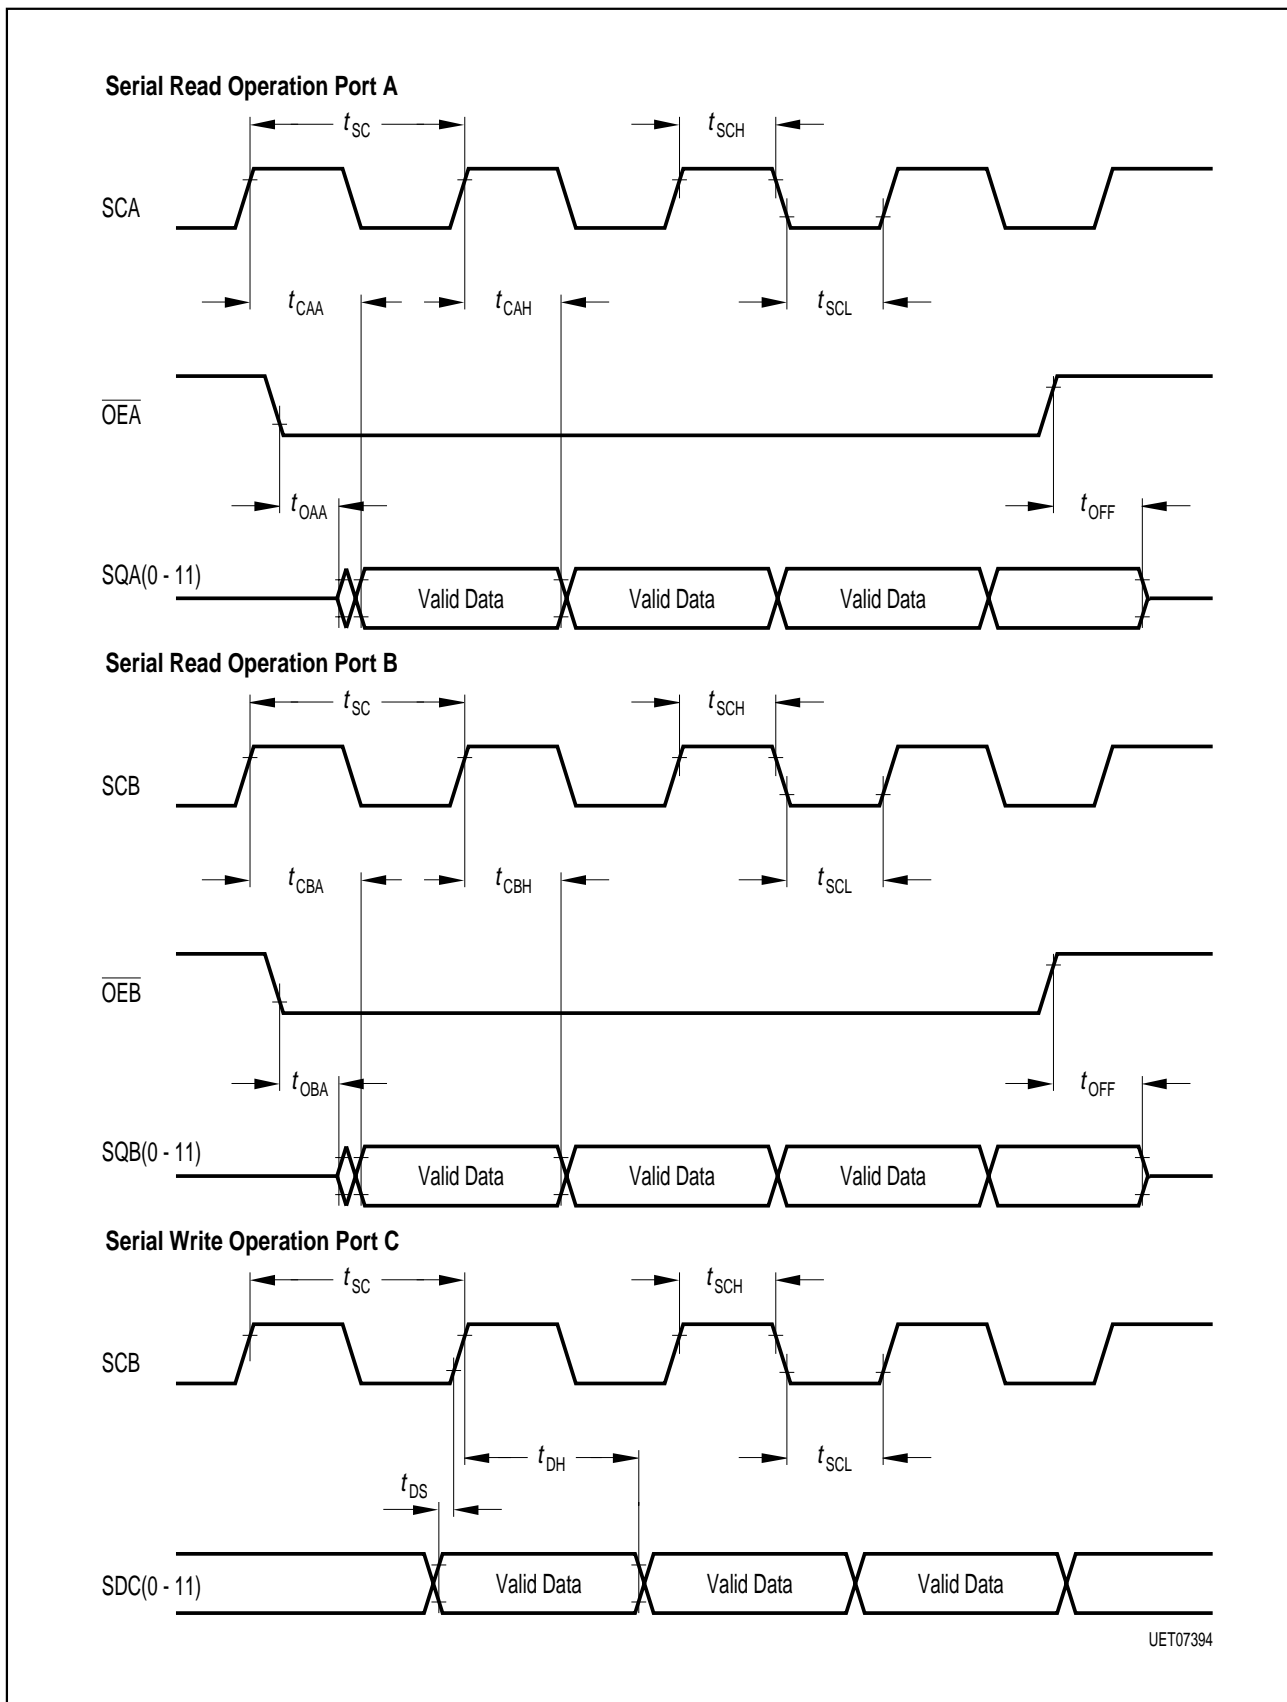 Serial Read Operation Port A
tSC tSCH
SCA
tCAA tCAH tSCL
OEA
tOAA tOFF
SQA(0 - 11)
Valid Data Valid Data Valid Data
Serial Read Operation Port B
tSC tSCH
SCB
tCBA tCBH tSCL
OEB
tOBA tOFF
SQB(0 - 11)
Valid Data Valid Data Valid Data
Serial Write Operation Port C
tSC tSCH
SCB
tDH tSCL
tDS
SDC(0 - 11)
Valid Data Valid Data Valid Data
UET07394